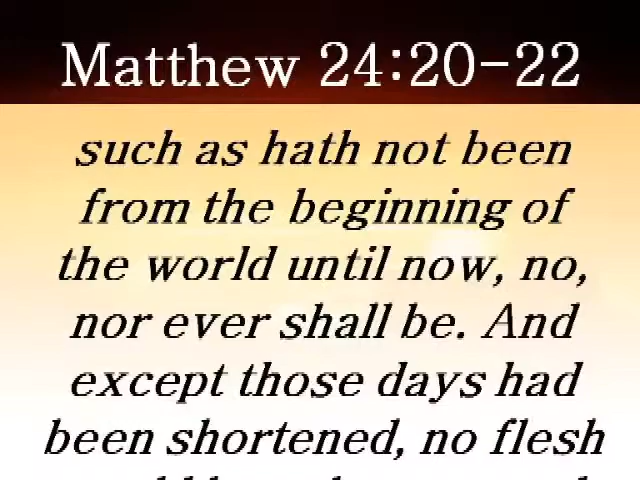 Matthew 24:20-22
such as hath not been
from the beginning of
the world until now, no,
nor ever shall be. And
except those days had
been shortened, no flesh